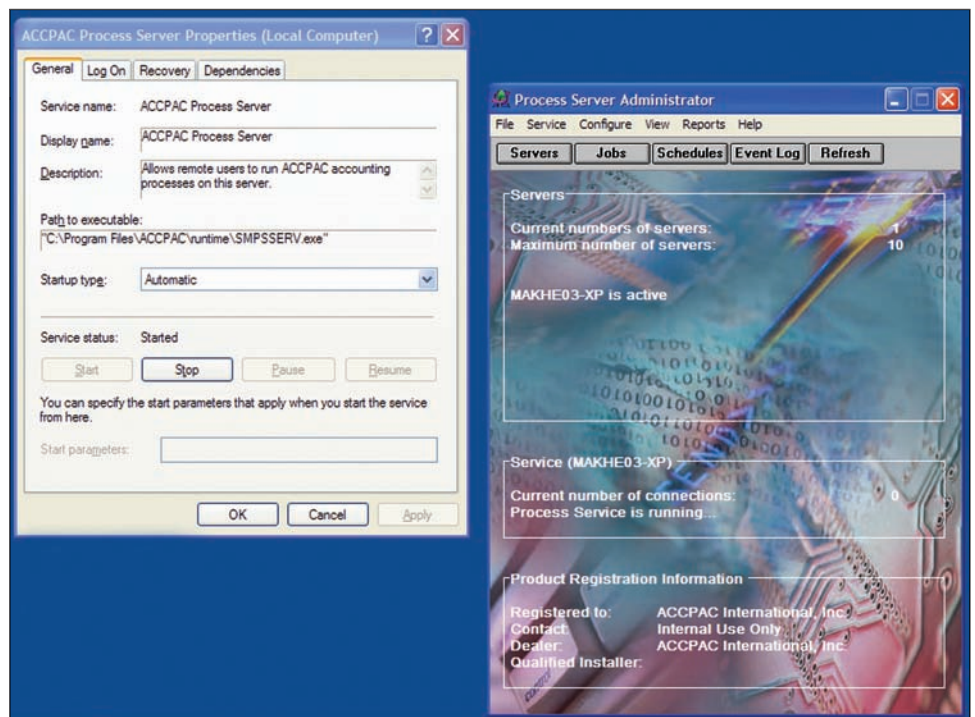 ACCPAC Process Server Properties (Local Computer)
General Log On Recovery Dependencies
Service name: ACCPAC Process Server
Display name: ACCPAC Process Server
Description: Allows remote users to run ACCPAC accounting
processes on this server.
Path to executable:
"C:\Program Files\ACCPAC\runtime\SMPSSERV.exe"
Startup type: Automatic
Service status: Started
Start Stop Pause Resume
You can specify the start parameters that apply when you start the service
from here.
Start parameters:
OK Cancel Apply
Process Server Administrator
File Service Configure View Reports Help
Servers Jobs Schedules Event Log Refresh
Servers
Current numbers of servers: 1
Maximum number of servers: 10
MAKHE03-XP is active
Service (MAKHE03-XP)
Current number of connections: 0
Process Service is running...
Product Registration Information
Registered to: ACCPAC International, Inc.
Contact: Internal Use Only
Dealer: ACCPAC International, Inc.
Qualified Installer:
control